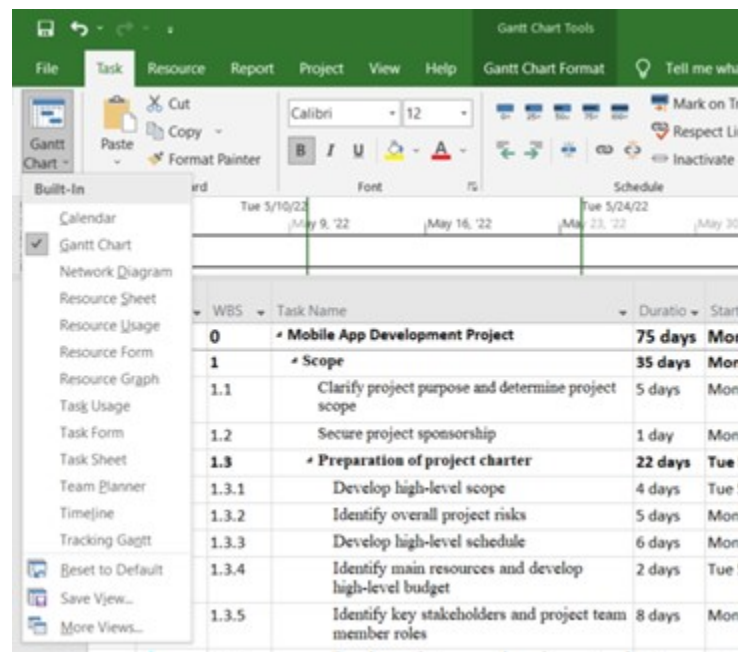 Gantt Chart Tools
File Task Resource Report Project View Help Gantt Chart Format Tell me wha
Gantt Chart
Paste
Cut
Copy
Format Painter
Calibri 12
B I U A
Mark on Tr
Respect Li
Inactivate
rd Font Schedule
Built-In
Calendar
Gantt Chart
Network Diagram
Resource Sheet
Resource Usage
Resource Form
Resource Graph
Task Usage
Task Form
Task Sheet
Team Planner
Timeline
Tracking Gantt
Reset to Default
Save View...
More Views...
Tue 5/10/22 Tue 5/24/22
May 9, '22 May 16, '22 May 23, '22 May 30
WBS Task Name Duratio Start
0 Mobile App Development Project 75 days Mon
1 Scope 35 days Mon
1.1 Clarify project purpose and determine project 5 days Mon
scope
1.2 Secure project sponsorship 1 day Mon
1.3 Preparation of project charter 22 days Tue
1.3.1 Develop high-level scope 4 days Tue
1.3.2 Identify overall project risks 5 days Mon
1.3.3 Develop high-level schedule 6 days Mon
1.3.4 Identify main resources and develop 2 days Tue
high-level budget
1.3.5 Identify key stakeholders and project team 8 days Mon
member roles